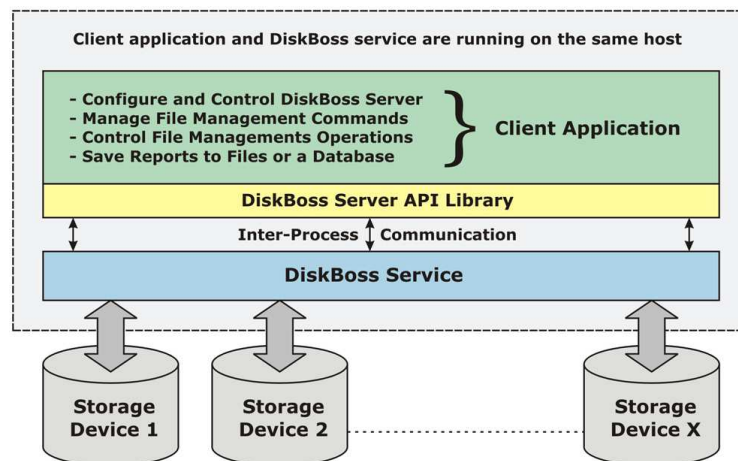 Client application and DiskBoss service are running on the same host
- Configure and Control DiskBoss Server
- Manage File Management Commands
- Control File Managements Operations
- Save Reports to Files or a Database
Client Application
DiskBoss Server API Library
Inter-Process Communication
DiskBoss Service
Storage
Device 1
Storage
Device 2
Storage
Device X